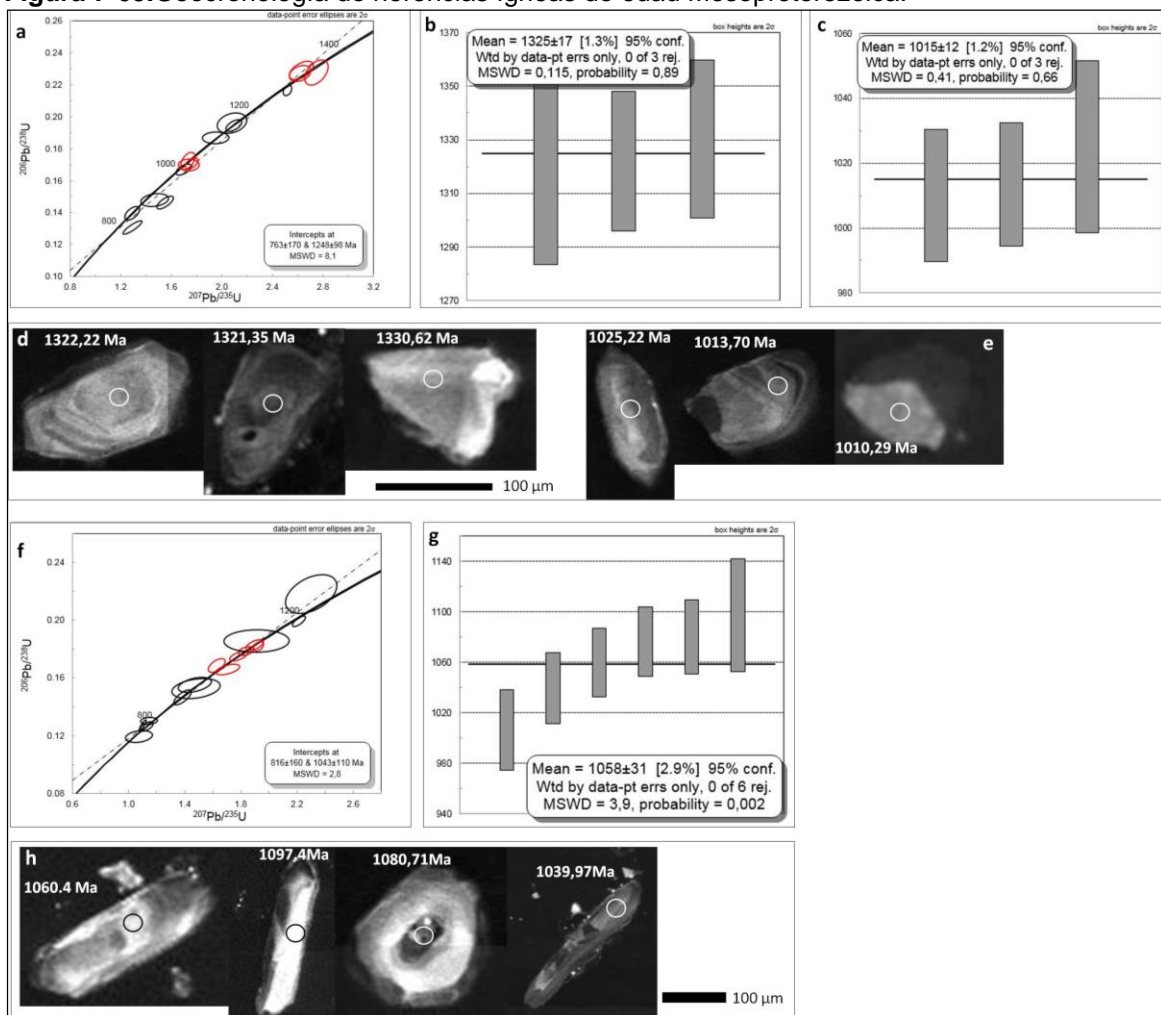 a
data-point error ellipses are 2σ
0.26
0.24
0.22
0.20
0.18
0.16
0.14
0.12
0.10
0.8
1.2
1.6
2.0
2.4
2.8
3.2
800
1000
1200
1400
206Pb/238U
207Pb/235U
Intercepts at
763±170 & 1248±98 Ma
MSWD = 8,1
b
box heights are 2σ
Mean = 1325±17 [1.3%] 95% conf.
Wtd by data-pt errs only, 0 of 3 rej.
MSWD = 0,115, probability = 0,89
1370
1350
1330
1310
1290
1270
c
box heights are 2σ
Mean = 1015±12 [1.2%] 95% conf.
Wtd by data-pt errs only, 0 of 3 rej.
MSWD = 0,41, probability = 0,66
1060
1040
1020
1000
980
d
1322,22 Ma
1321,35 Ma
1330,62 Ma
100 µm
1025,22 Ma
1013,70 Ma
e
1010,29 Ma
f
data-point error ellipses are 2σ
0.24
0.20
0.16
0.12
0.08
0.6
1.0
1.4
1.8
2.2
2.6
800
1200
206Pb/238U
207Pb/235U
Intercepts at
816±160 & 1043±110 Ma
MSWD = 2,8
g
box heights are 2σ
1140
1100
1060
1020
980
940
Mean = 1058±31 [2.9%] 95% conf.
Wtd by data-pt errs only, 0 of 6 rej.
MSWD = 3,9, probability = 0,002
h
1060.4 Ma
1097,4Ma
1080,71 Ma
1039,97Ma
100 µm